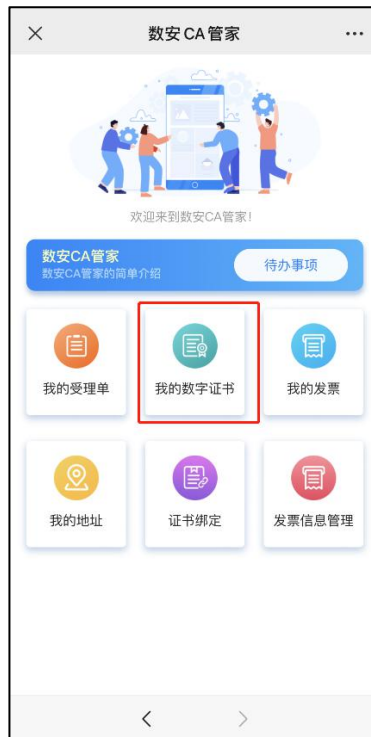 数安CA管家
欢迎来到数安CA管家!
数安CA管家
数安CA管家的简单介绍
待办事项
我的受理单
我的数字证书
我的发票
我的地址
证书绑定
发票信息管理